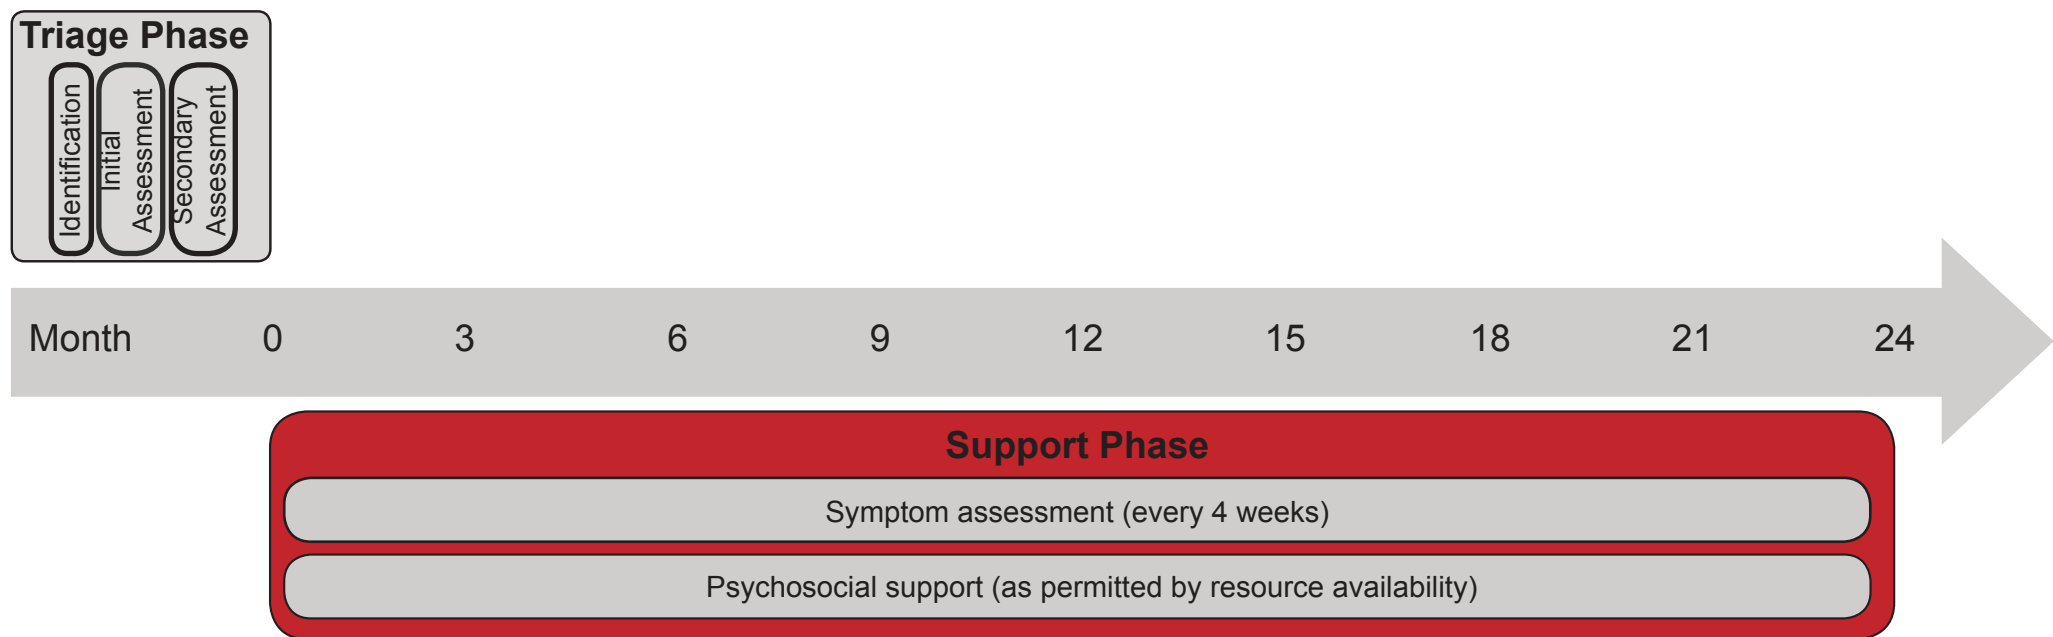 Triage Phase
Identification
Initial
Assessment
Secondary
Assessment
Month 0 3 6 9 12 15 18 21 24
Support Phase
Symptom assessment (every 4 weeks)
Psychosocial support (as permitted by resource availability)